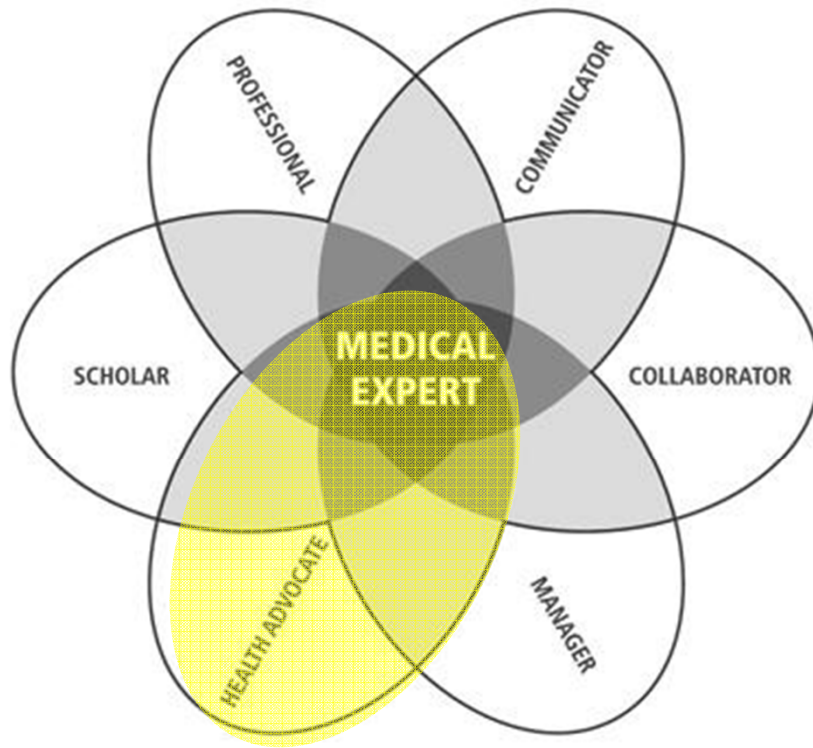 PROFESSIONAL
COMMUNICATOR
SCHOLAR
MEDICAL
EXPERT
COLLABORATOR
HEALTH ADVOCATE
MANAGER